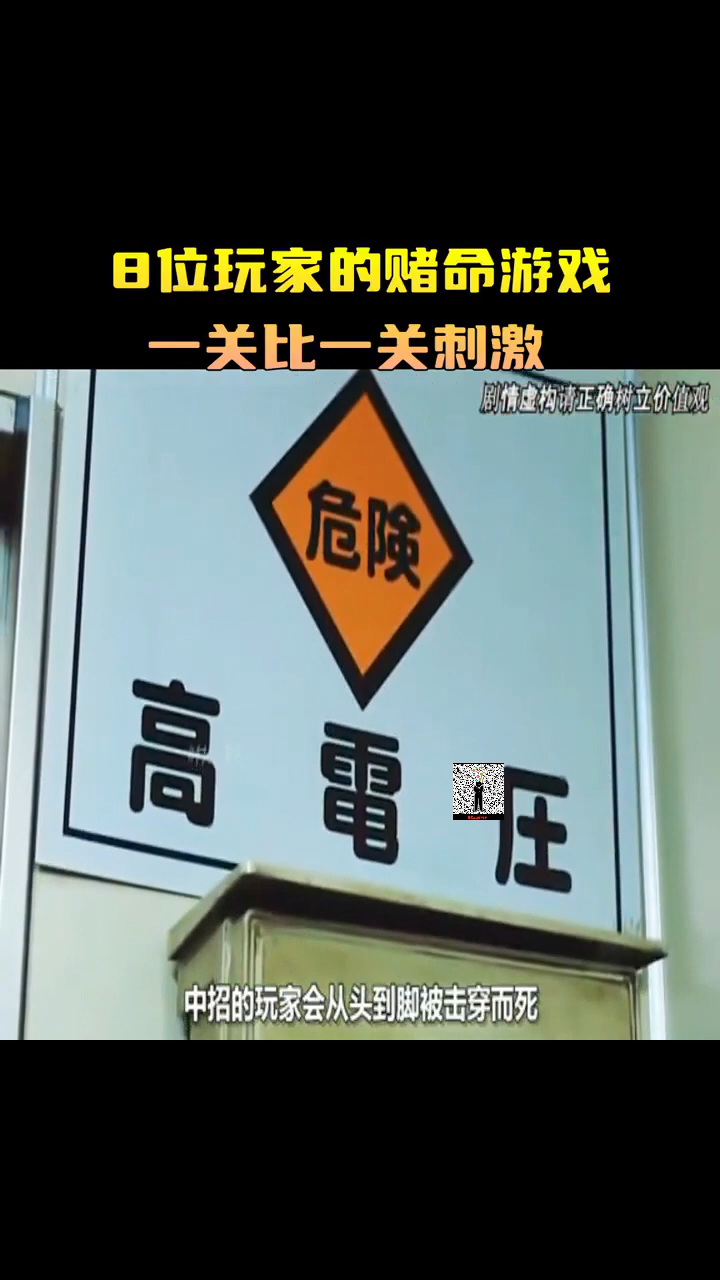 8位玩家的赌命游戏
一关比一关刺激
剧情虚构请正确树立价值观
危険
高電圧
中招的玩家会从头到脚被击穿而死